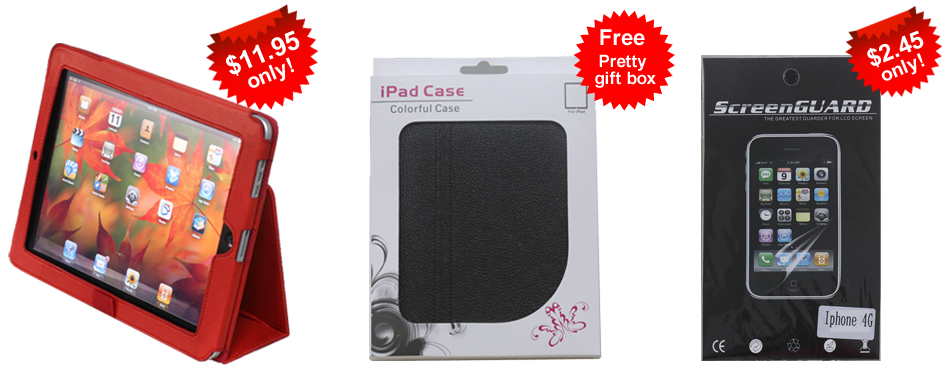 $11.95
only!
Free
Pretty
gift box
iPad Case
Colorful Case
For iPad
$2.45
only!
ScreenGUARD
THE GREATEST GUARDER FOR LCD SCREEN
Iphone 4G
CE